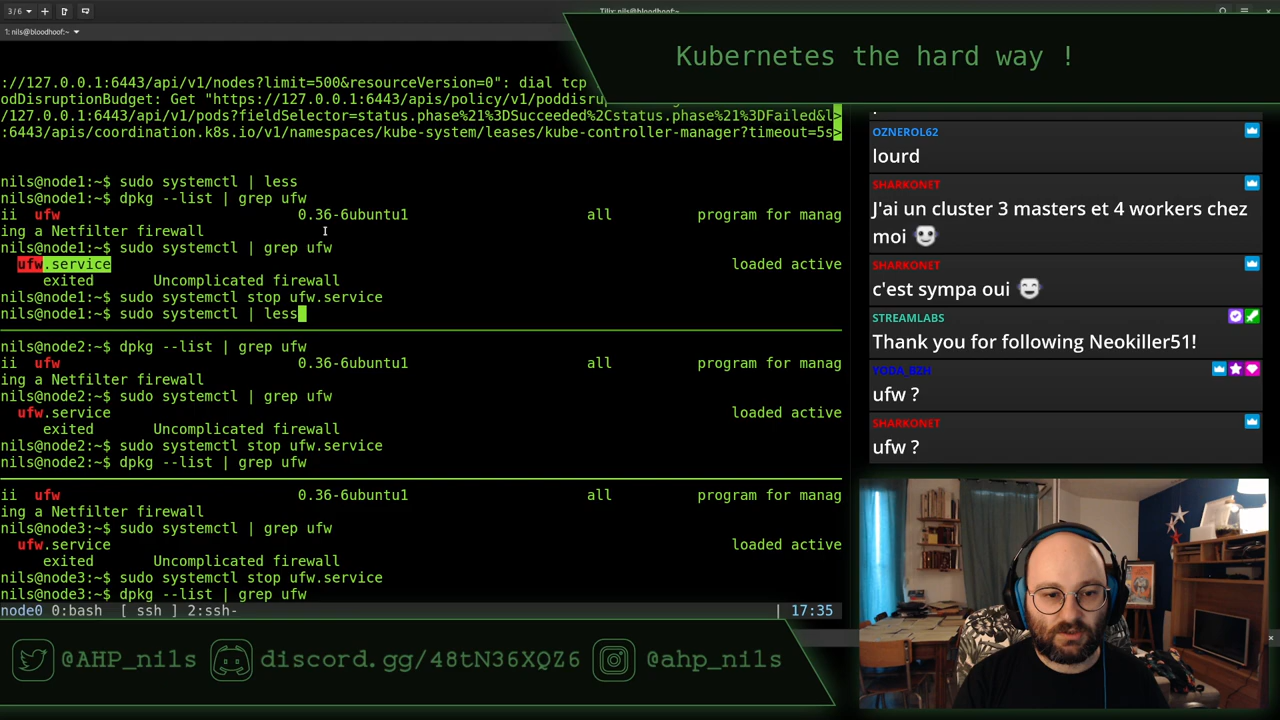 3/6
Tilix: nils@bloodhoof:~
1: nils@bloodhoof:~
Kubernetes the hard way !
://127.0.0.1:6443/api/v1/nodes?limit=500&resourceVersion=0": dial tcp
odDisruptionBudget: Get "https://127.0.0.1:6443/apis/policy/v1/poddisrup
:6443/api/v1/pods?fieldSelector=status.phase%21%3DSucceeded%2Cstatus.phase%21%3DFailed&l>
:6443/apis/coordination.k8s.io/v1/namespaces/kube-system/leases/kube-controller-manager?timeout=5s>
nils@node1:~$ sudo systemctl | less
nils@node1:~$ dpkg --list | grep ufw
ii ufw 0.36-6ubuntu1 all program for manag
ing a Netfilter firewall
nils@node1:~$ sudo systemctl | grep ufw
ufw.service loaded active
exited Uncomplicated firewall
nils@node1:~$ sudo systemctl stop ufw.service
nils@node1:~$ sudo systemctl | less
nils@node2:~$ dpkg --list | grep ufw
ii ufw 0.36-6ubuntu1 all program for manag
ing a Netfilter firewall
nils@node2:~$ sudo systemctl | grep ufw
ufw.service loaded active
exited Uncomplicated firewall
nils@node2:~$ sudo systemctl stop ufw.service
nils@node2:~$ dpkg --list | grep ufw
ii ufw 0.36-6ubuntu1 all program for manag
ing a Netfilter firewall
nils@node3:~$ sudo systemctl | grep ufw
ufw.service loaded active
exited Uncomplicated firewall
nils@node3:~$ sudo systemctl stop ufw.service
nils@node3:~$ dpkg --list | grep ufw
node0 0:bash [ ssh ] 2:ssh- | 17:35
OZNEROL62
lourd
SHARKONET
J'ai un cluster 3 masters et 4 workers chez
moi
SHARKONET
c'est sympa oui
STREAMLABS
Thank you for following Neokiller51!
YODA_BZH
ufw ?
SHARKONET
ufw ?
@AHP_nils discord.gg/48tN36XQZ6 @ahp_nils